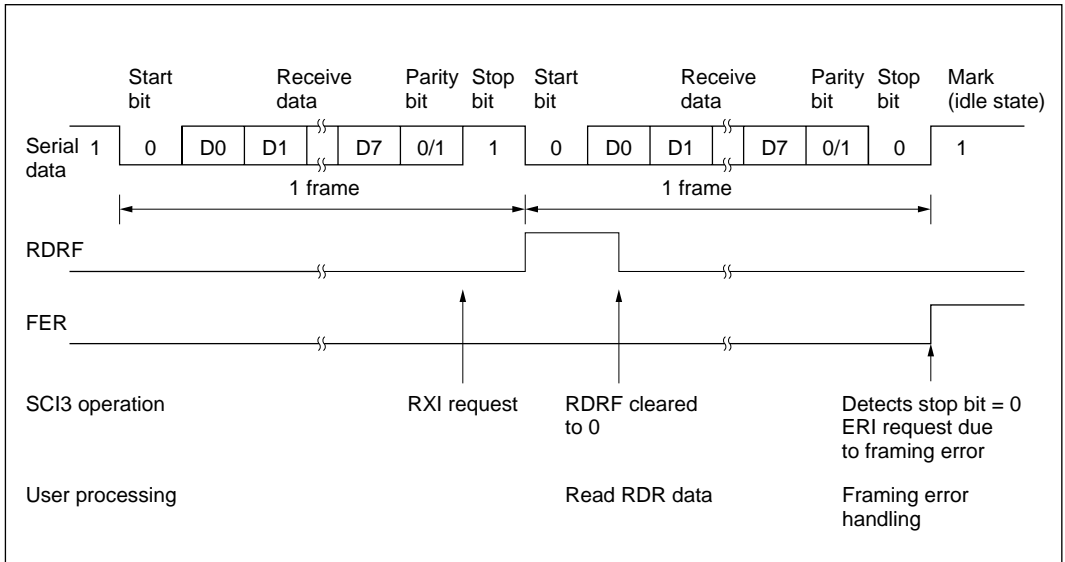 Start bit Receive data Parity bit Stop bit Start bit Receive data Parity bit Stop bit Mark (idle state)
Serial data 1 0 D0 D1 D7 0/1 1 0 D0 D1 D7 0/1 0 1
1 frame 1 frame
RDRF
FER
SCI3 operation RXI request RDRF cleared to 0 Detects stop bit = 0 ERI request due to framing error
User processing Read RDR data Framing error handling